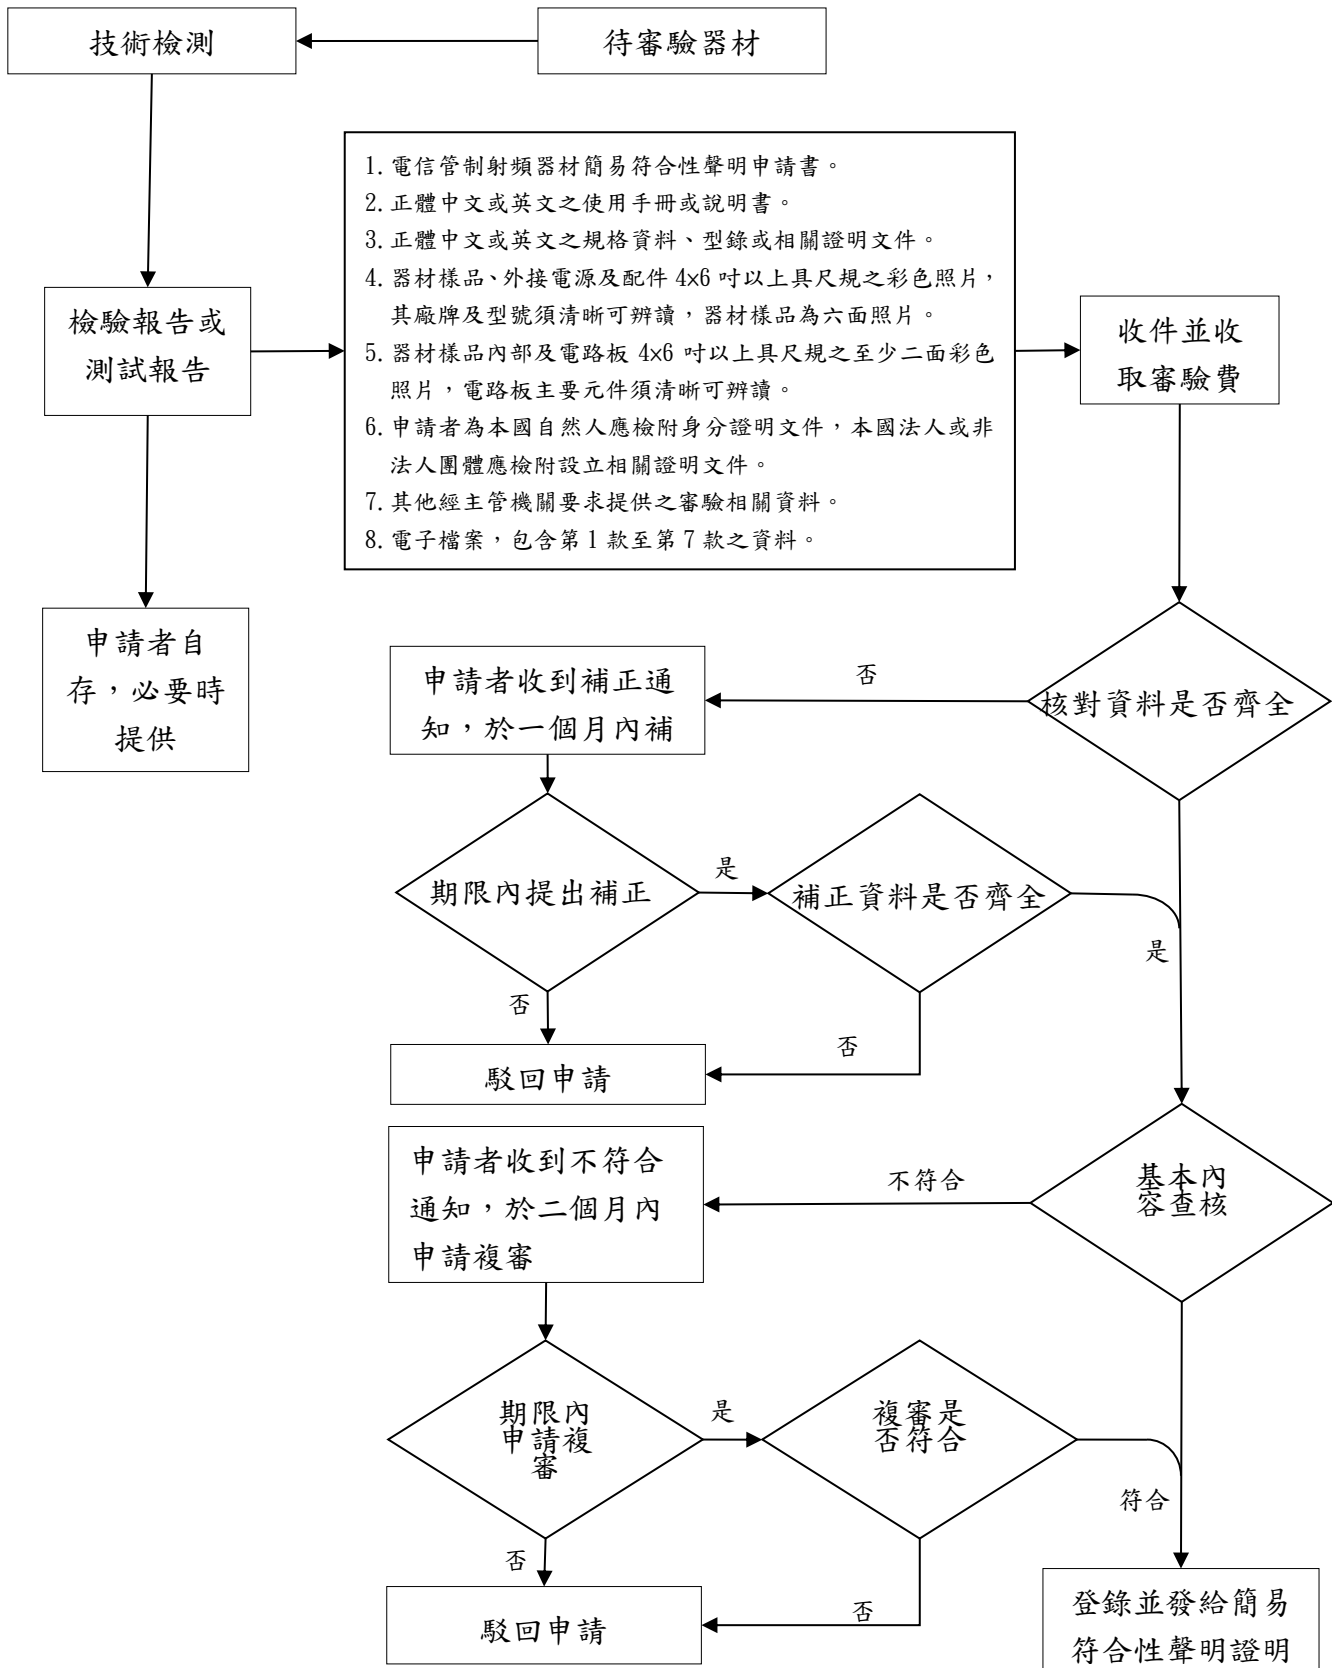 技術檢測
待審驗器材
1.電信管制射頻器材簡易符合性聲明申請書。
2.正體中文或英文之使用手冊或說明書。
3.正體中文或英文之規格資料、型錄或相關證明文件。
4.器材樣品、外接電源及配件 4×6 吋以上具尺規之彩色照片，
其廠牌及型號須清晰可辨讀，器材樣品為六面照片。
5.器材樣品內部及電路板 4×6 吋以上具尺規之至少二面彩色
照片，電路板主要元件須清晰可辨讀。
6.申請者為本國自然人應檢附身分證明文件，本國法人或非
法人團體應檢附設立相關證明文件。
7.其他經主管機關要求提供之審驗相關資料。
8.電子檔案，包含第 1 款至第 7 款之資料。
檢驗報告或
測試報告
收件並收
取審驗費
申請者自
存，必要時
提供
申請者收到補正通
知，於一個月內補
否
核對資料是否齊全
期限內提出補正
是
補正資料是否齊全
是
否
否
駁回申請
申請者收到不符合
通知，於二個月內
申請複審
不符合
基本內
容查核
期限內
申請複
審
是
複審是
否符合
符合
否
否
駁回申請
登錄並發給簡易
符合性聲明證明